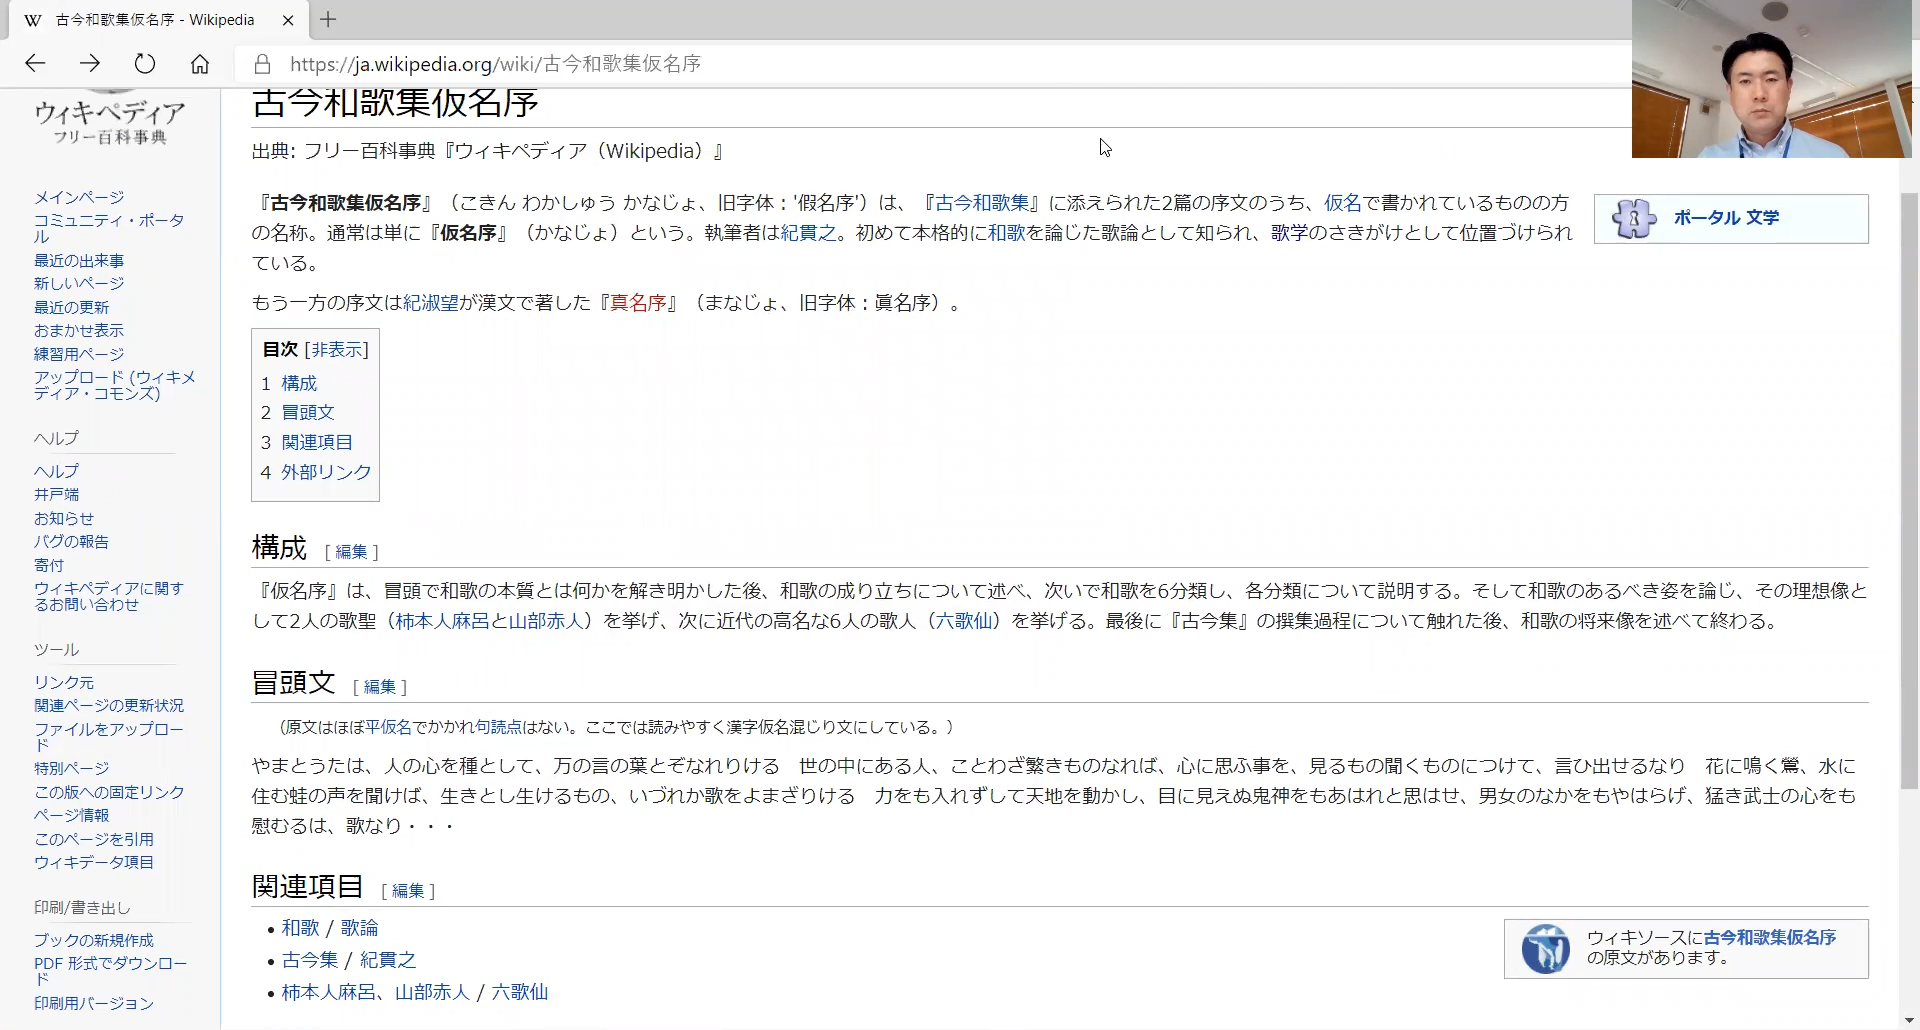 古今和歌集仮名序 - Wikipedia
https://ja.wikipedia.org/wiki/古今和歌集仮名序
ウィキペディア
フリー百科事典
メインページ
コミュニティ・ポータ
ル
最近の出来事
新しいページ
最近の更新
おまかせ表示
練習用ページ
アップロード (ウィキメ
ディア・コモンズ)
ヘルプ
ヘルプ
井戸端
お知らせ
バグの報告
寄付
ウィキペディアに関す
るお問い合わせ
ツール
リンク元
関連ページの更新状況
ファイルをアップロー
ド
特別ページ
この版への固定リンク
ページ情報
このページを引用
ウィキデータ項目
印刷/書き出し
ブックの新規作成
PDF 形式でダウンロー
ド
印刷用バージョン
古今和歌集仮名序
出典: フリー百科事典『ウィキペディア（Wikipedia）』
『古今和歌集仮名序』（こきん わかしゅう かなじょ、旧字体：'假名序'）は、『古今和歌集』に添えられた2篇の序文のうち、仮名で書かれているものの方
の名称。通常は単に『仮名序』（かなじょ）という。執筆者は紀貫之。初めて本格的に和歌を論じた歌論として知られ、歌学のさきがけとして位置づけられ
ている。
ポータル 文学
もう一方の序文は紀淑望が漢文で著した『真名序』（まなじょ、旧字体：眞名序）。
目次 [非表示]
1 構成
2 冒頭文
3 関連項目
4 外部リンク
構成 [ 編集 ]
『仮名序』は、冒頭で和歌の本質とは何かを解き明かした後、和歌の成り立ちについて述べ、次いで和歌を6分類し、各分類について説明する。そして和歌のあるべき姿を論じ、その理想像と
して2人の歌聖（柿本人麻呂と山部赤人）を挙げ、次に近代の高名な6人の歌人（六歌仙）を挙げる。最後に『古今集』の撰集過程について触れた後、和歌の将来像を述べて終わる。
冒頭文 [ 編集 ]
（原文はほぼ平仮名でかかれ句読点はない。ここでは読みやすく漢字仮名混じり文にしている。）
やまとうたは、人の心を種として、万の言の葉とぞなれりける　世の中にある人、ことわざ繁きものなれば、心に思ふ事を、見るもの聞くものにつけて、言ひ出せるなり　花に鳴く鶯、水に
住む蛙の声を聞けば、生きとし生けるもの、いづれか歌をよまざりける　力をも入れずして天地を動かし、目に見えぬ鬼神をもあはれと思はせ、男女のなかをもやはらげ、猛き武士の心をも
慰むるは、歌なり・・・
関連項目 [ 編集 ]
和歌 / 歌論
古今集 / 紀貫之
柿本人麻呂、山部赤人 / 六歌仙
ウィキソースに古今和歌集仮名序
の原文があります。